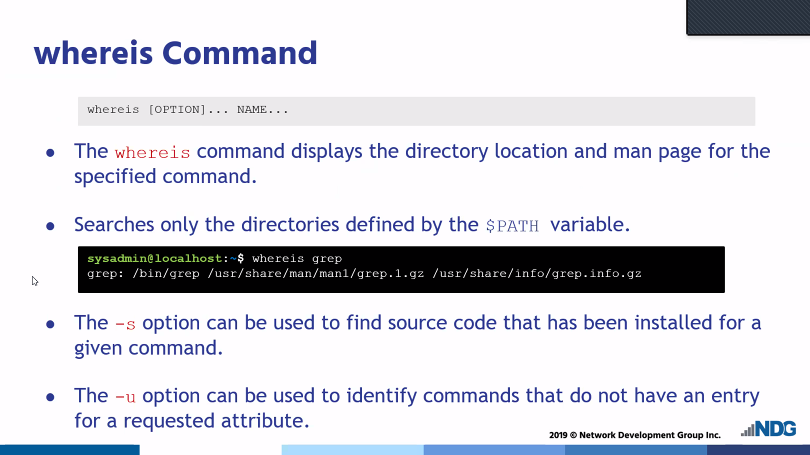 whereis Command
whereis [OPTION]... NAME...
● The whereis command displays the directory location and man page for the
specified command.
● Searches only the directories defined by the $PATH variable.
sysadmin@localhost:~$ whereis grep
grep: /bin/grep /usr/share/man/man1/grep.1.gz /usr/share/info/grep.info.gz
● The -s option can be used to find source code that has been installed for a
given command.
● The -u option can be used to identify commands that do not have an entry
for a requested attribute.
2019 © Network Development Group Inc.
NDG